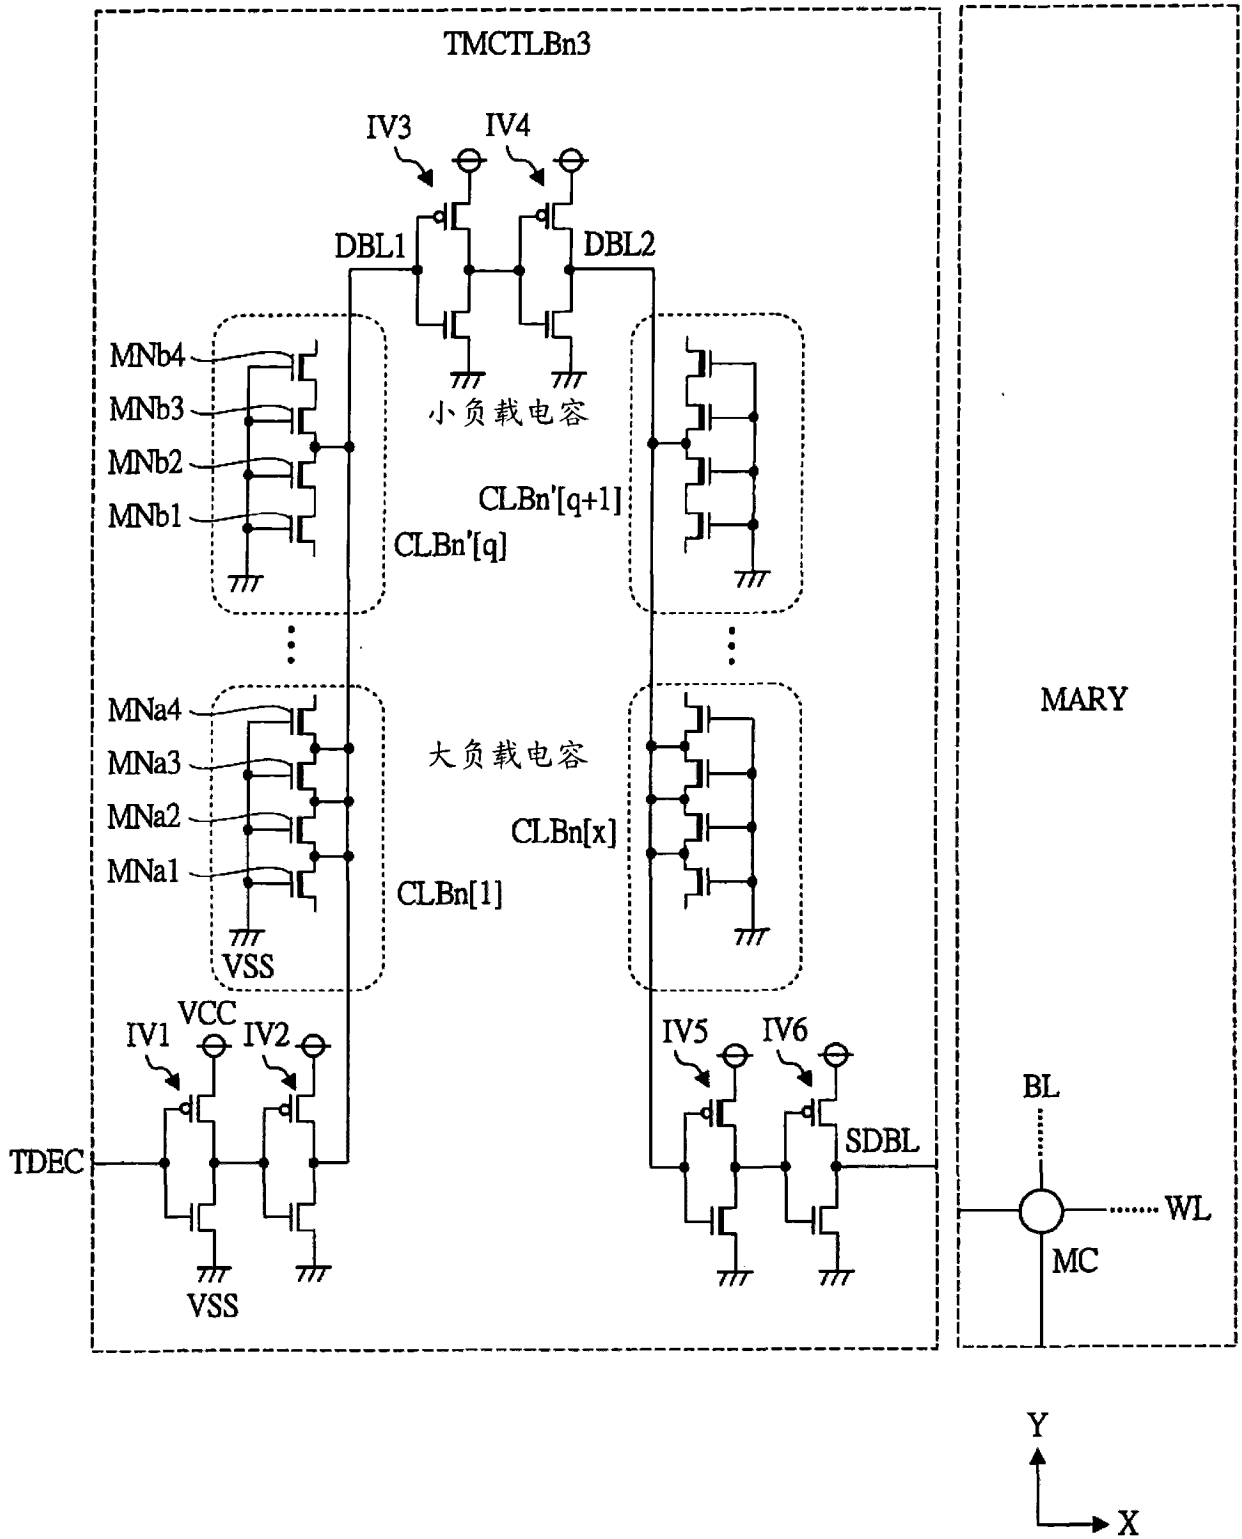 TMCTLBn3
IV3
IV4
DBL1
DBL2
MNb4
MNb3
MNb2
MNb1
小负载电容
CLBn'[q+1]
CLBn'[q]
MNa4
MNa3
MNa2
MNa1
大负载电容
CLBn[x]
CLBn[1]
MARY
VSS
VCC
IV1
IV2
IV5
IV6
TDEC
SDBL
BL
WL
MC
VSS
Y
X